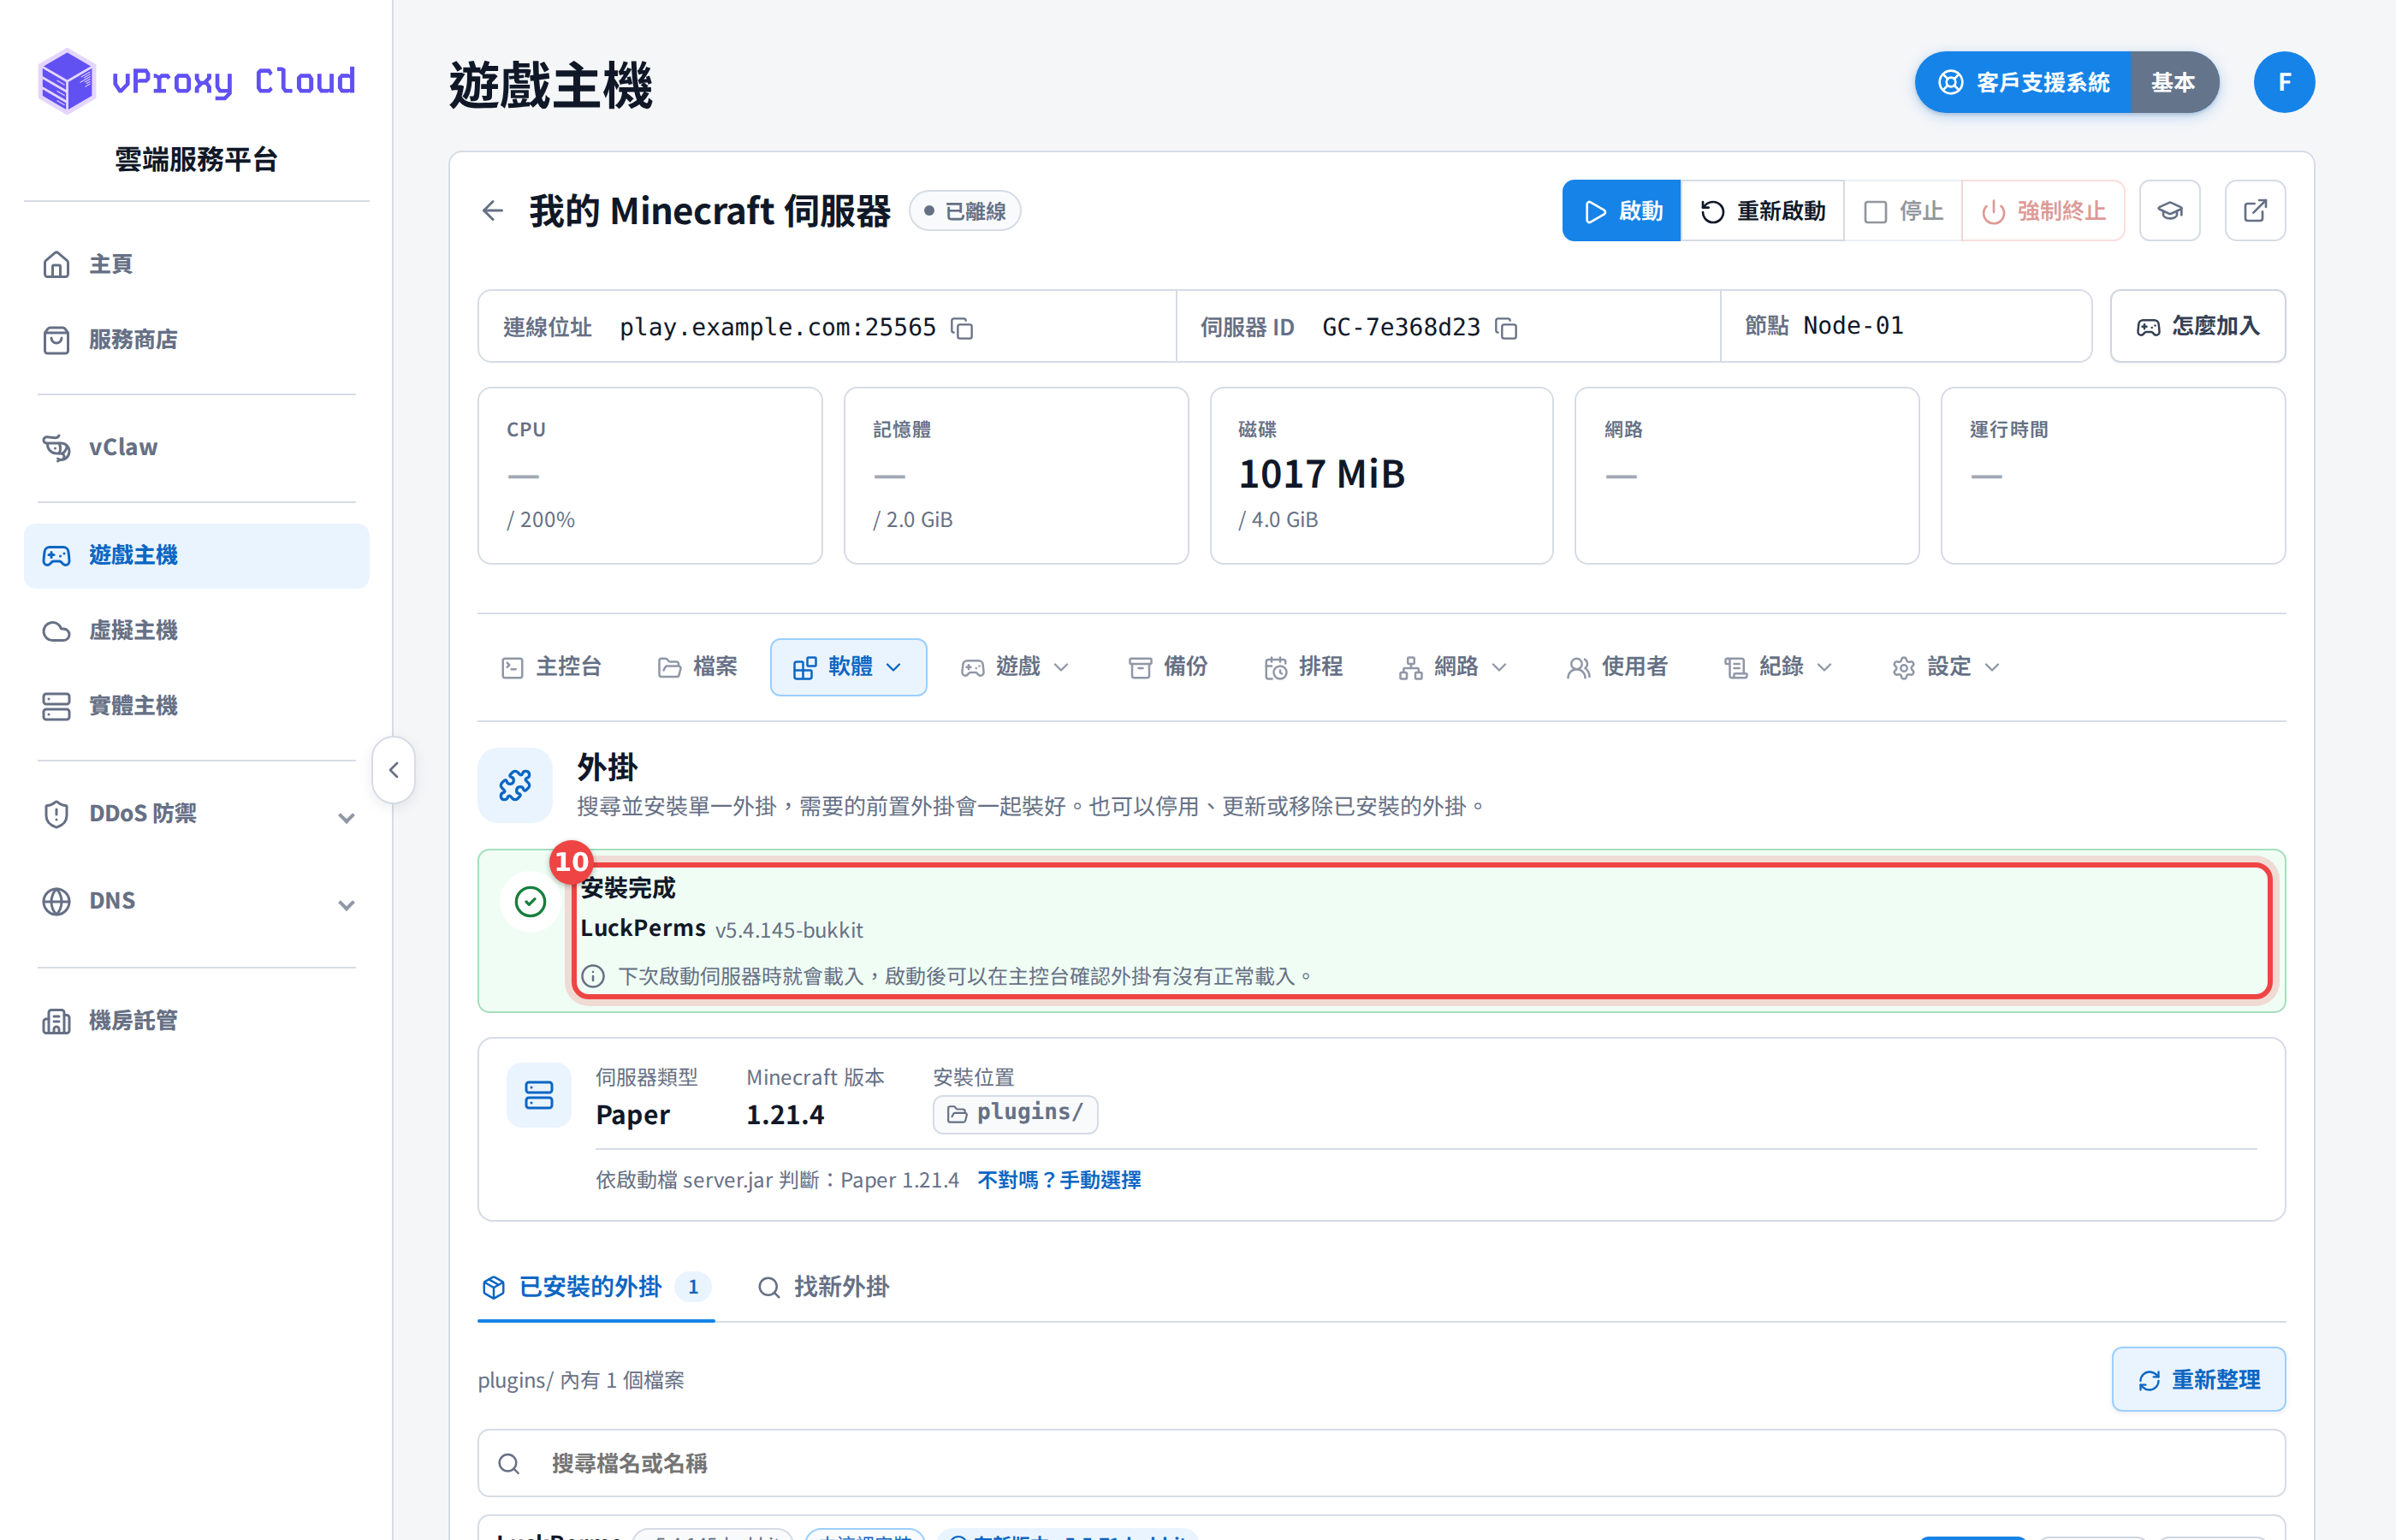 vProxy Cloud
雲端服務平台
主頁
服務商店
vClaw
遊戲主機
虛擬主機
實體主機
DDoS 防禦
DNS
機房託管
遊戲主機
客戶支援系統 基本 F
我的 Minecraft 伺服器 已離線
啟動 重新啟動 停止 強制終止
連線位址 play.example.com:25565 伺服器 ID GC-7e368d23 節點 Node-01 怎麼加入
CPU
—
/ 200%
記憶體
—
/ 2.0 GiB
磁碟
1017 MiB
/ 4.0 GiB
網路
—
運行時間
—
主控台 檔案 軟體 遊戲 備份 排程 網路 使用者 紀錄 設定
外掛
搜尋並安裝單一外掛，需要的前置外掛會一起裝好。也可以停用、更新或移除已安裝的外掛。
10
安裝完成
LuckPerms v5.4.145-bukkit
下次啟動伺服器時就會載入，啟動後可以在主控台確認外掛有沒有正常載入。
伺服器類型 Minecraft 版本 安裝位置
Paper 1.21.4 plugins/
依啟動檔 server.jar 判斷：Paper 1.21.4 不對嗎？手動選擇
已安裝的外掛 1 找新外掛
plugins/ 內有 1 個檔案 重新整理
搜尋檔名或名稱
LuckPerms